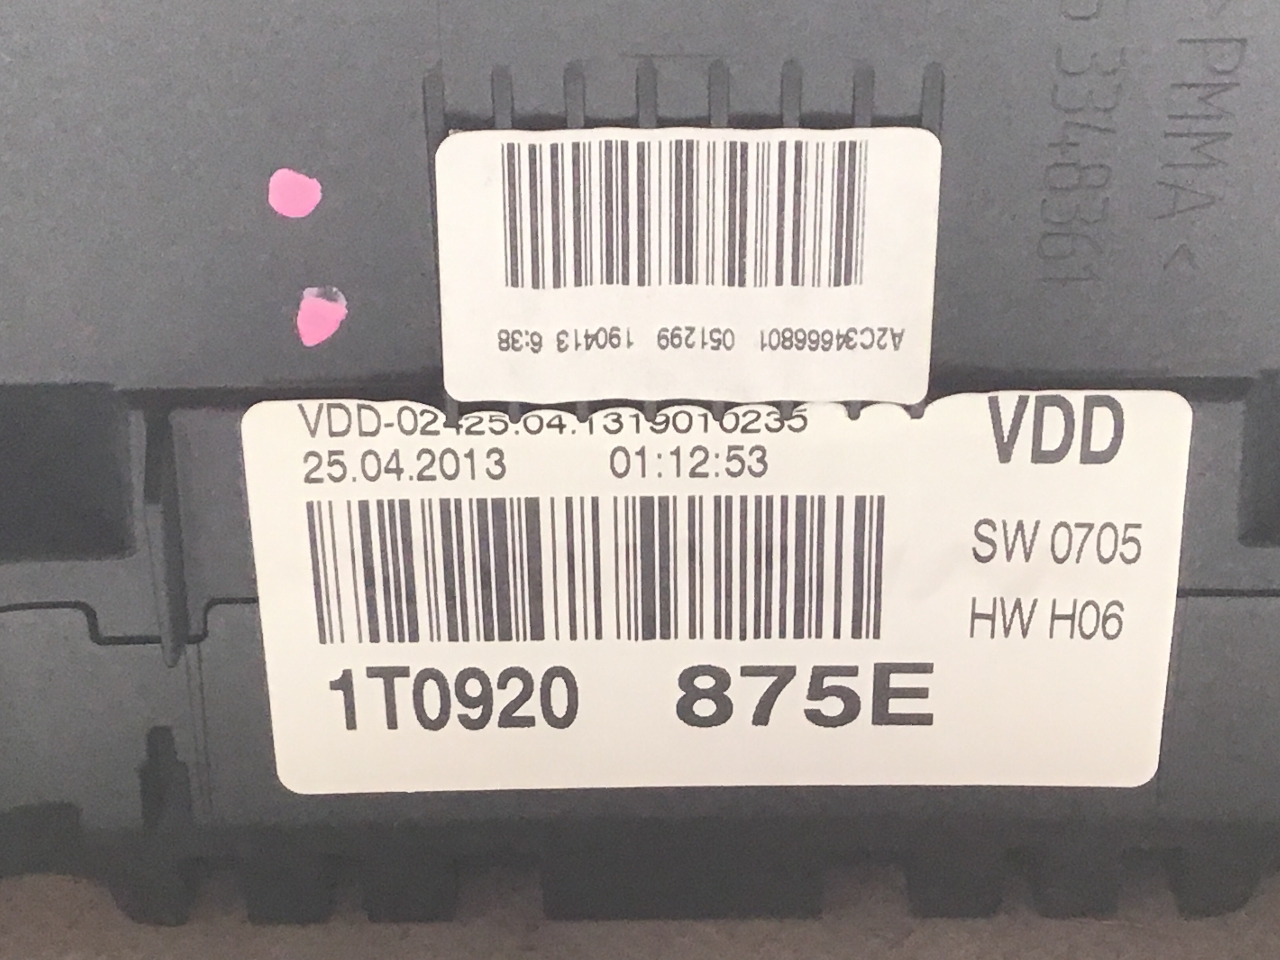 >PMMA<
334836
A2C34666801 051299 190413 6:38
VDD-02425.04.1319010235
25.04.2013 01:12:53
VDD
SW 0705
HW H06
1T0920 875E